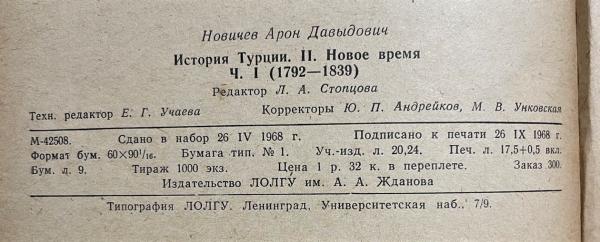 Новичев Арон Давыдович
История Турции. II. Новое время
Ч. I (1792—1839)
Редактор Л. А. Стопцова
Техн. редактор Е. Г. Учаева Корректоры Ю. П. Андрейков, М. В. Унковская
М-42508. Сдано в набор 26 IV 1968 г. Подписано к печати 26 IX 1968 г.
Формат бум. 60×90¹/₁₆. Бумага тип. № 1. Уч.-изд. л. 20,24. Печ. л. 17,5+0,5 вкл.
Бум. л. 9. Тираж 1000 экз. Цена 1 р. 32 к. в переплете. Заказ 300.
Издательство ЛОЛГУ им. А. А. Жданова
Типография ЛОЛГУ. Ленинград, Университетская наб., 7/9.